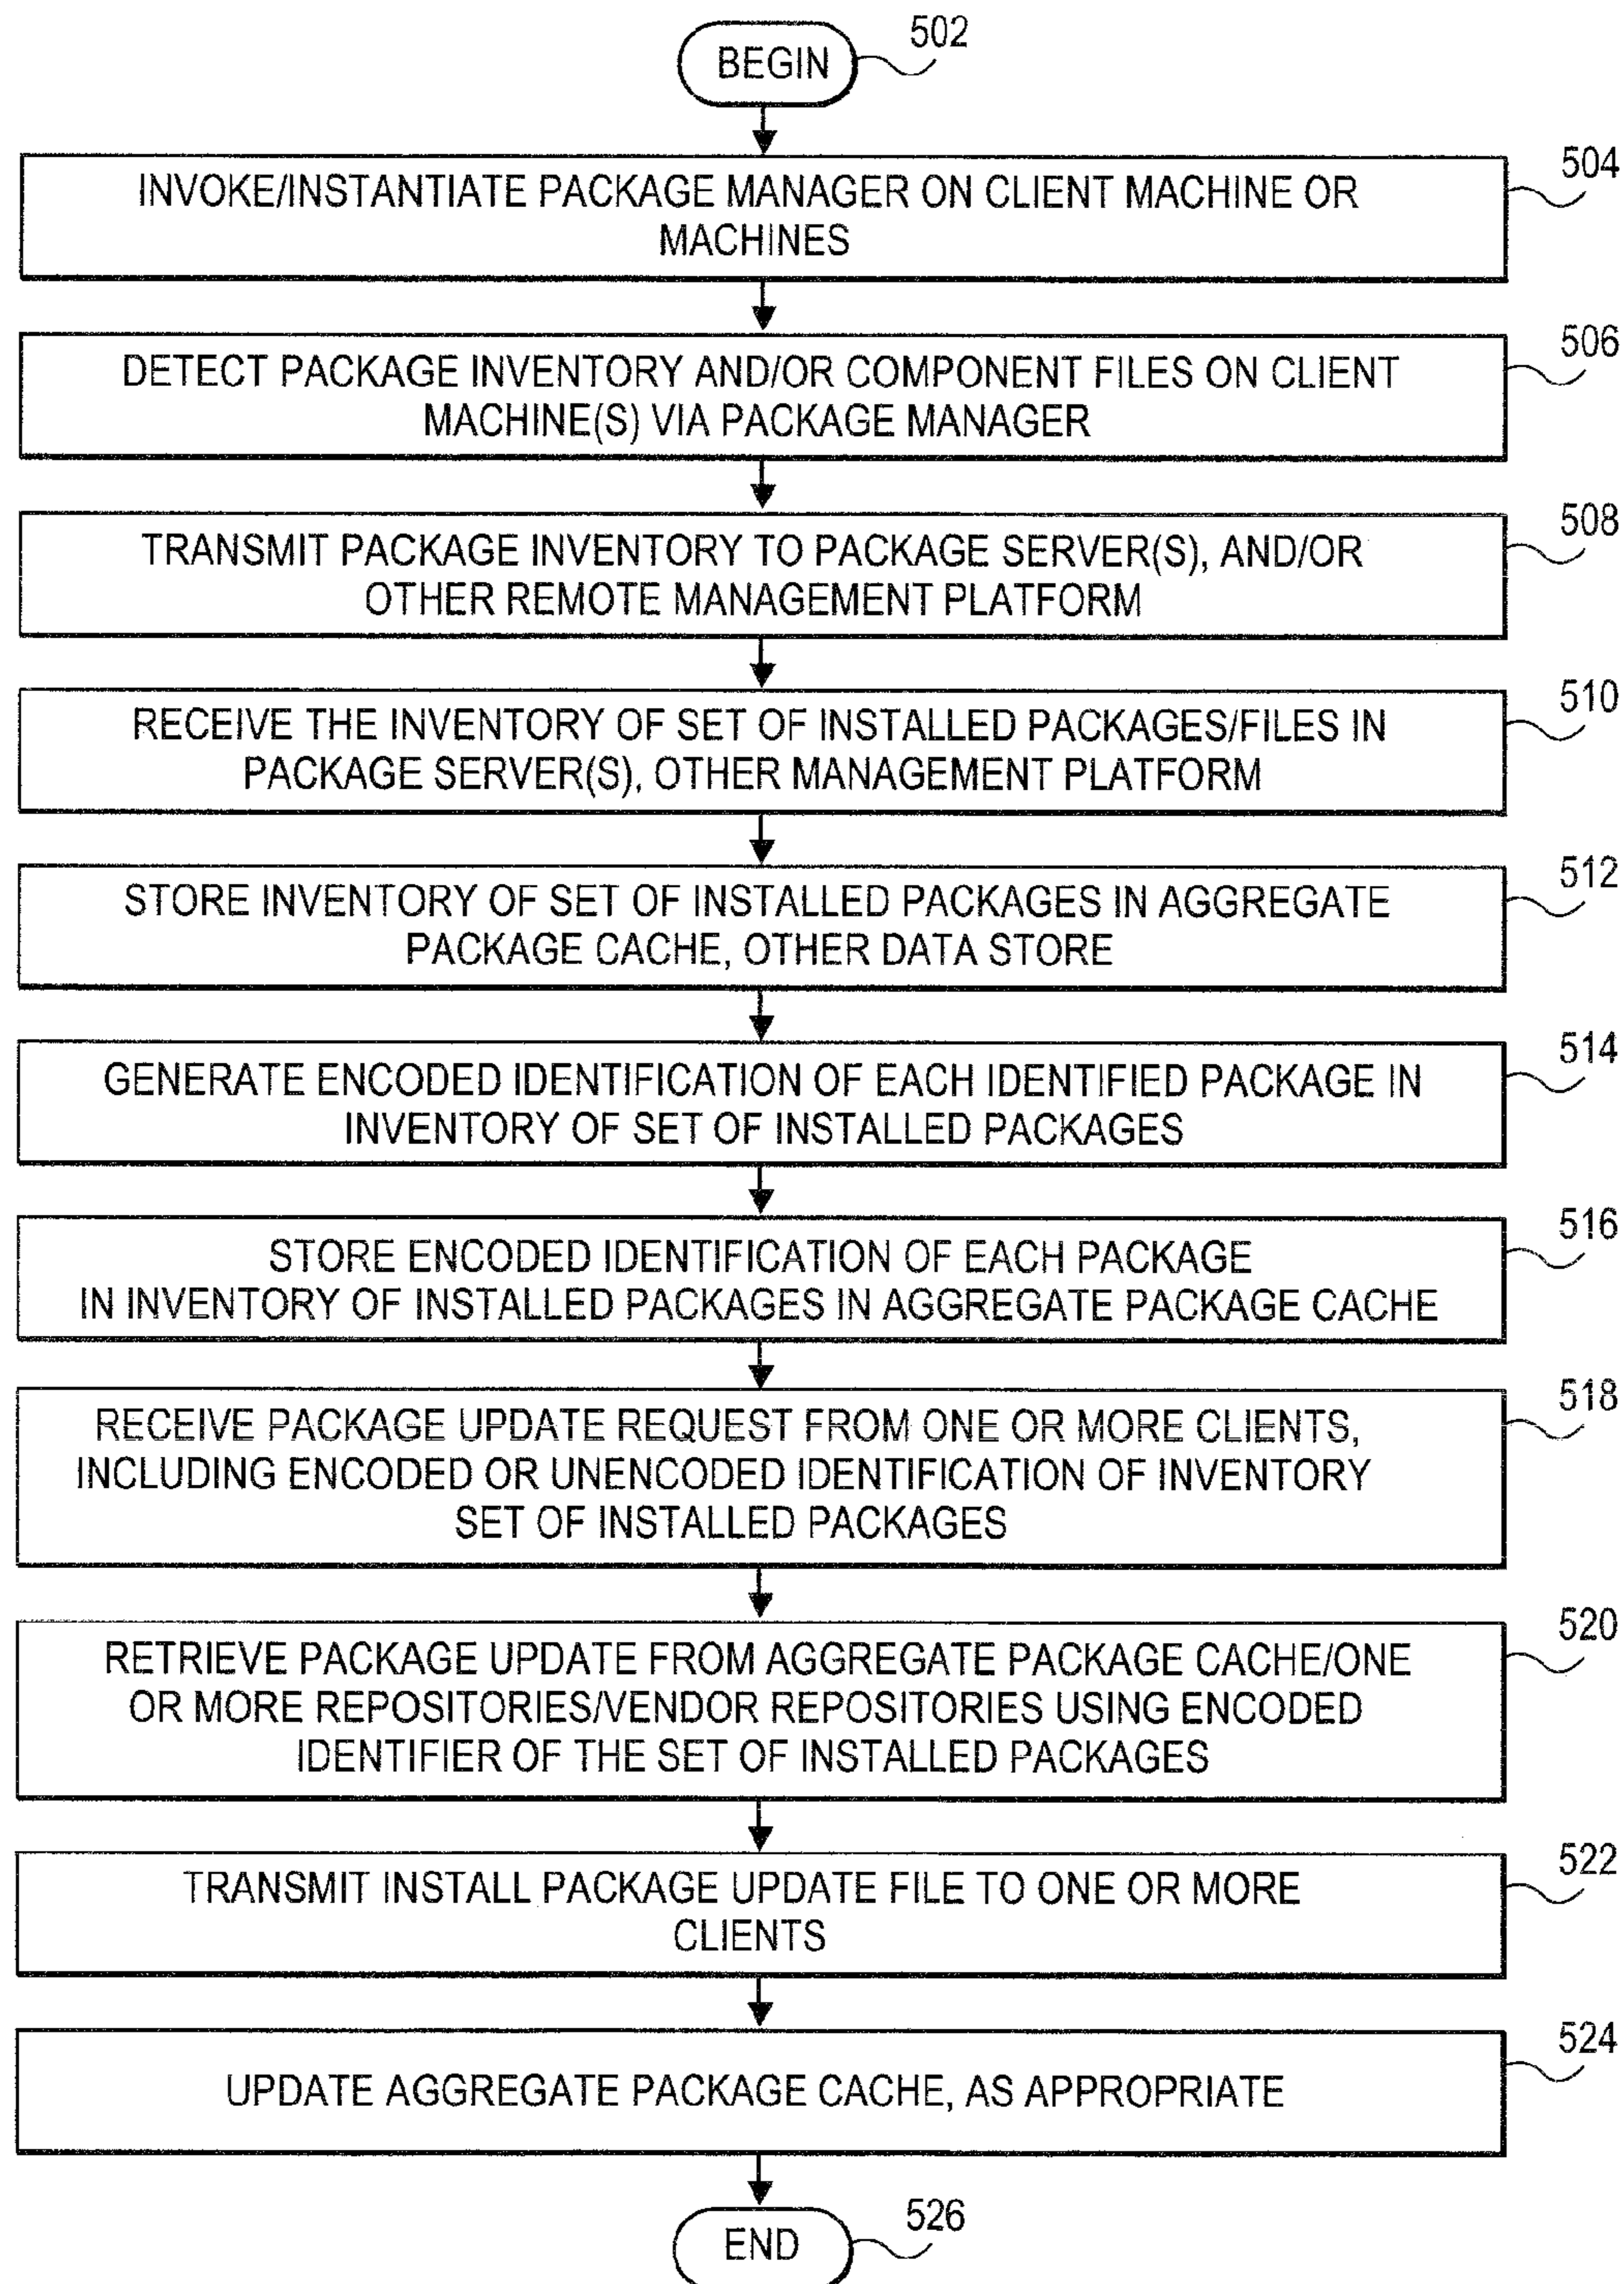 BEGIN
502
INVOKE/INSTANTIATE PACKAGE MANAGER ON CLIENT MACHINE OR
MACHINES
504
DETECT PACKAGE INVENTORY AND/OR COMPONENT FILES ON CLIENT
MACHINE(S) VIA PACKAGE MANAGER
506
TRANSMIT PACKAGE INVENTORY TO PACKAGE SERVER(S), AND/OR
OTHER REMOTE MANAGEMENT PLATFORM
508
RECEIVE THE INVENTORY OF SET OF INSTALLED PACKAGES/FILES IN
PACKAGE SERVER(S), OTHER MANAGEMENT PLATFORM
510
STORE INVENTORY OF SET OF INSTALLED PACKAGES IN AGGREGATE
PACKAGE CACHE, OTHER DATA STORE
512
GENERATE ENCODED IDENTIFICATION OF EACH IDENTIFIED PACKAGE IN
INVENTORY OF SET OF INSTALLED PACKAGES
514
STORE ENCODED IDENTIFICATION OF EACH PACKAGE
IN INVENTORY OF INSTALLED PACKAGES IN AGGREGATE PACKAGE CACHE
516
RECEIVE PACKAGE UPDATE REQUEST FROM ONE OR MORE CLIENTS,
INCLUDING ENCODED OR UNENCODED IDENTIFICATION OF INVENTORY
SET OF INSTALLED PACKAGES
518
RETRIEVE PACKAGE UPDATE FROM AGGREGATE PACKAGE CACHE/ONE
OR MORE REPOSITORIES/VENDOR REPOSITORIES USING ENCODED
IDENTIFIER OF THE SET OF INSTALLED PACKAGES
520
TRANSMIT INSTALL PACKAGE UPDATE FILE TO ONE OR MORE
CLIENTS
522
UPDATE AGGREGATE PACKAGE CACHE, AS APPROPRIATE
524
END
526